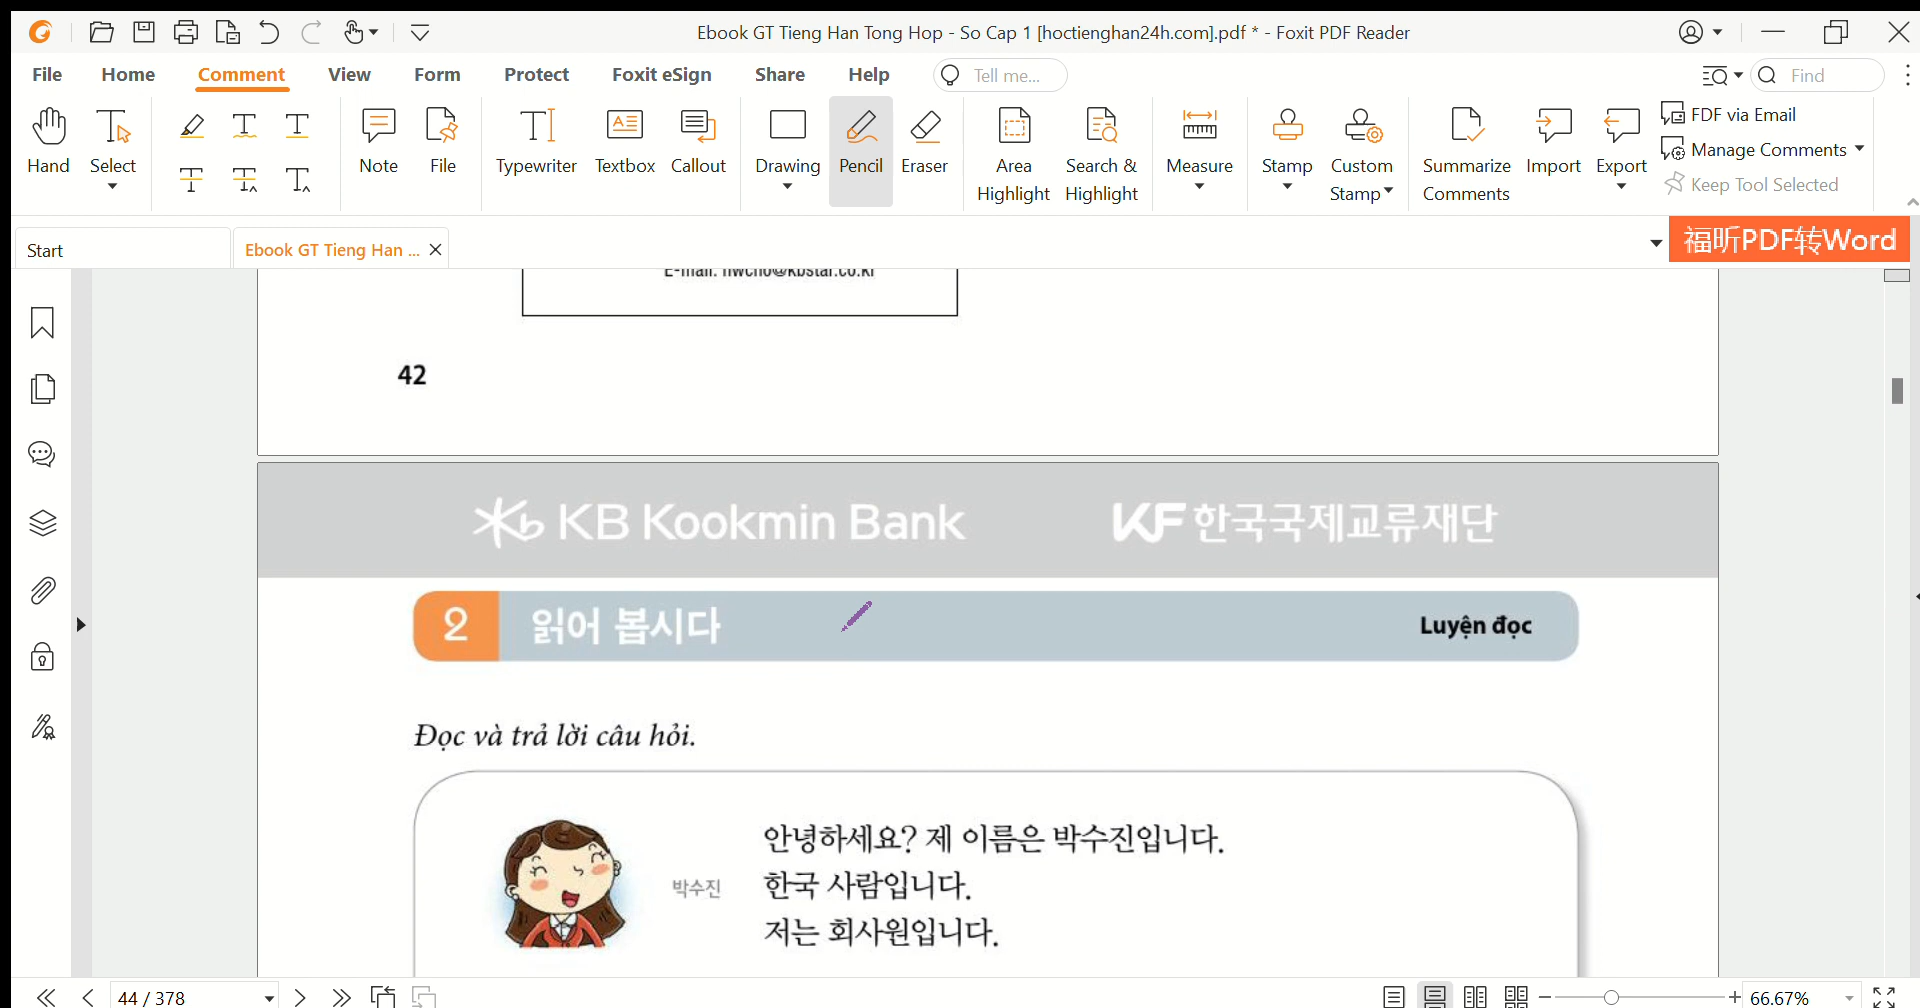 Ebook GT Tieng Han Tong Hop - So Cap 1 [hoctienghan24h.com].pdf * - Foxit PDF Reader
File Home Comment View Form Protect Foxit eSign Share Help Tell me... Find
Hand Select Note File Typewriter Textbox Callout Drawing Pencil Eraser Area Highlight Search & Highlight Measure Stamp Custom Stamp Summarize Comments Import Export
FDF via Email
Manage Comments
Keep Tool Selected
Start Ebook GT Tieng Han ... 福昕PDF转Word
E-mail: hwcho@kbstar.co.kr
42
KB Kookmin Bank KF 한국국제교류재단
2 읽어 봅시다 Luyện đọc
Đọc và trả lời câu hỏi.
안녕하세요? 제 이름은 박수진입니다.
박수진 한국 사람입니다.
저는 회사원입니다.
44 / 378 66.67%